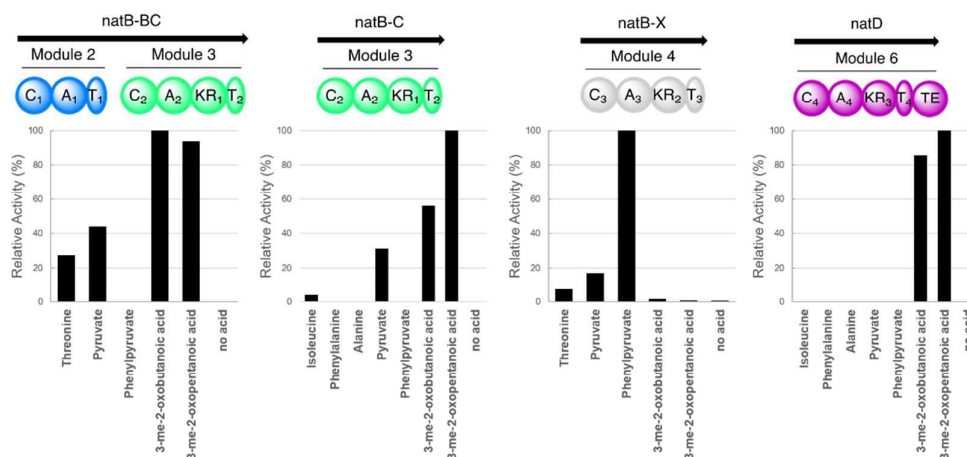 natB-BC
Module 2 Module 3
C1 A1 T1 C2 A2 KR1 T2
Relative Activity (%)
100
80
60
40
20
0
Threonine
Pyruvate
Phenylpyruvate
3-me-2-oxobutanoic acid
3-me-2-oxopentanoic acid
no acid
natB-C
Module 3
C2 A2 KR1 T2
Relative Activity (%)
100
80
60
40
20
0
Isoleucine
Phenylalanine
Alanine
Pyruvate
Phenylpyruvate
3-me-2-oxobutanoic acid
3-me-2-oxopentanoic acid
no acid
natB-X
Module 4
C3 A3 KR2 T3
Relative Activity (%)
100
80
60
40
20
0
Threonine
Pyruvate
Phenylpyruvate
3-me-2-oxobutanoic acid
3-me-2-oxopentanoic acid
no acid
natD
Module 6
C4 A4 KR3 T4 TE
Relative Activity (%)
100
80
60
40
20
0
Isoleucine
Phenylalanine
Alanine
Pyruvate
Phenylpyruvate
3-me-2-oxobutanoic acid
3-me-2-oxopentanoic acid